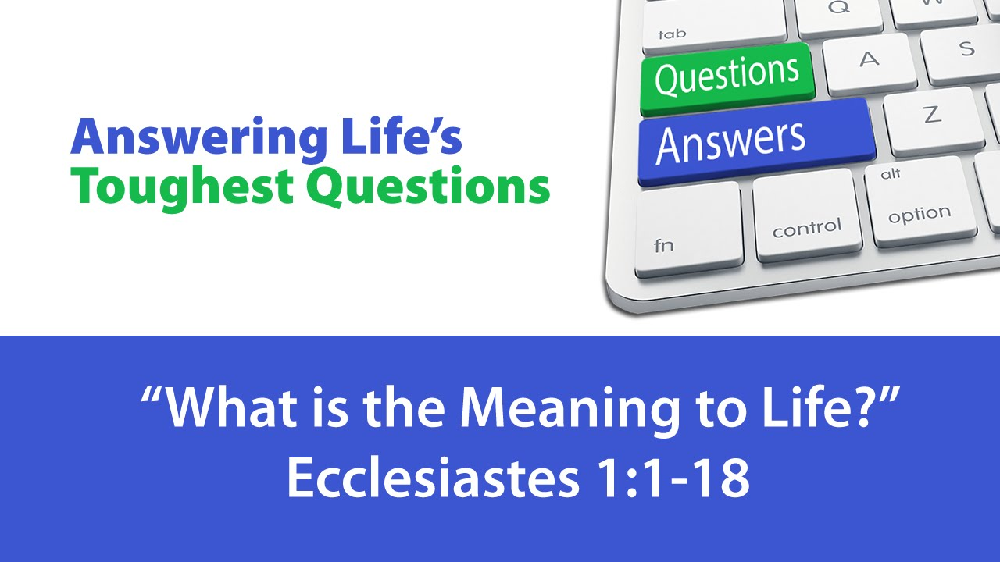 Answering Life’s
Toughest Questions
Q W
tab
Questions A S
Answers Z
fn control alt
option
“What is the Meaning to Life?”
Ecclesiastes 1:1-18